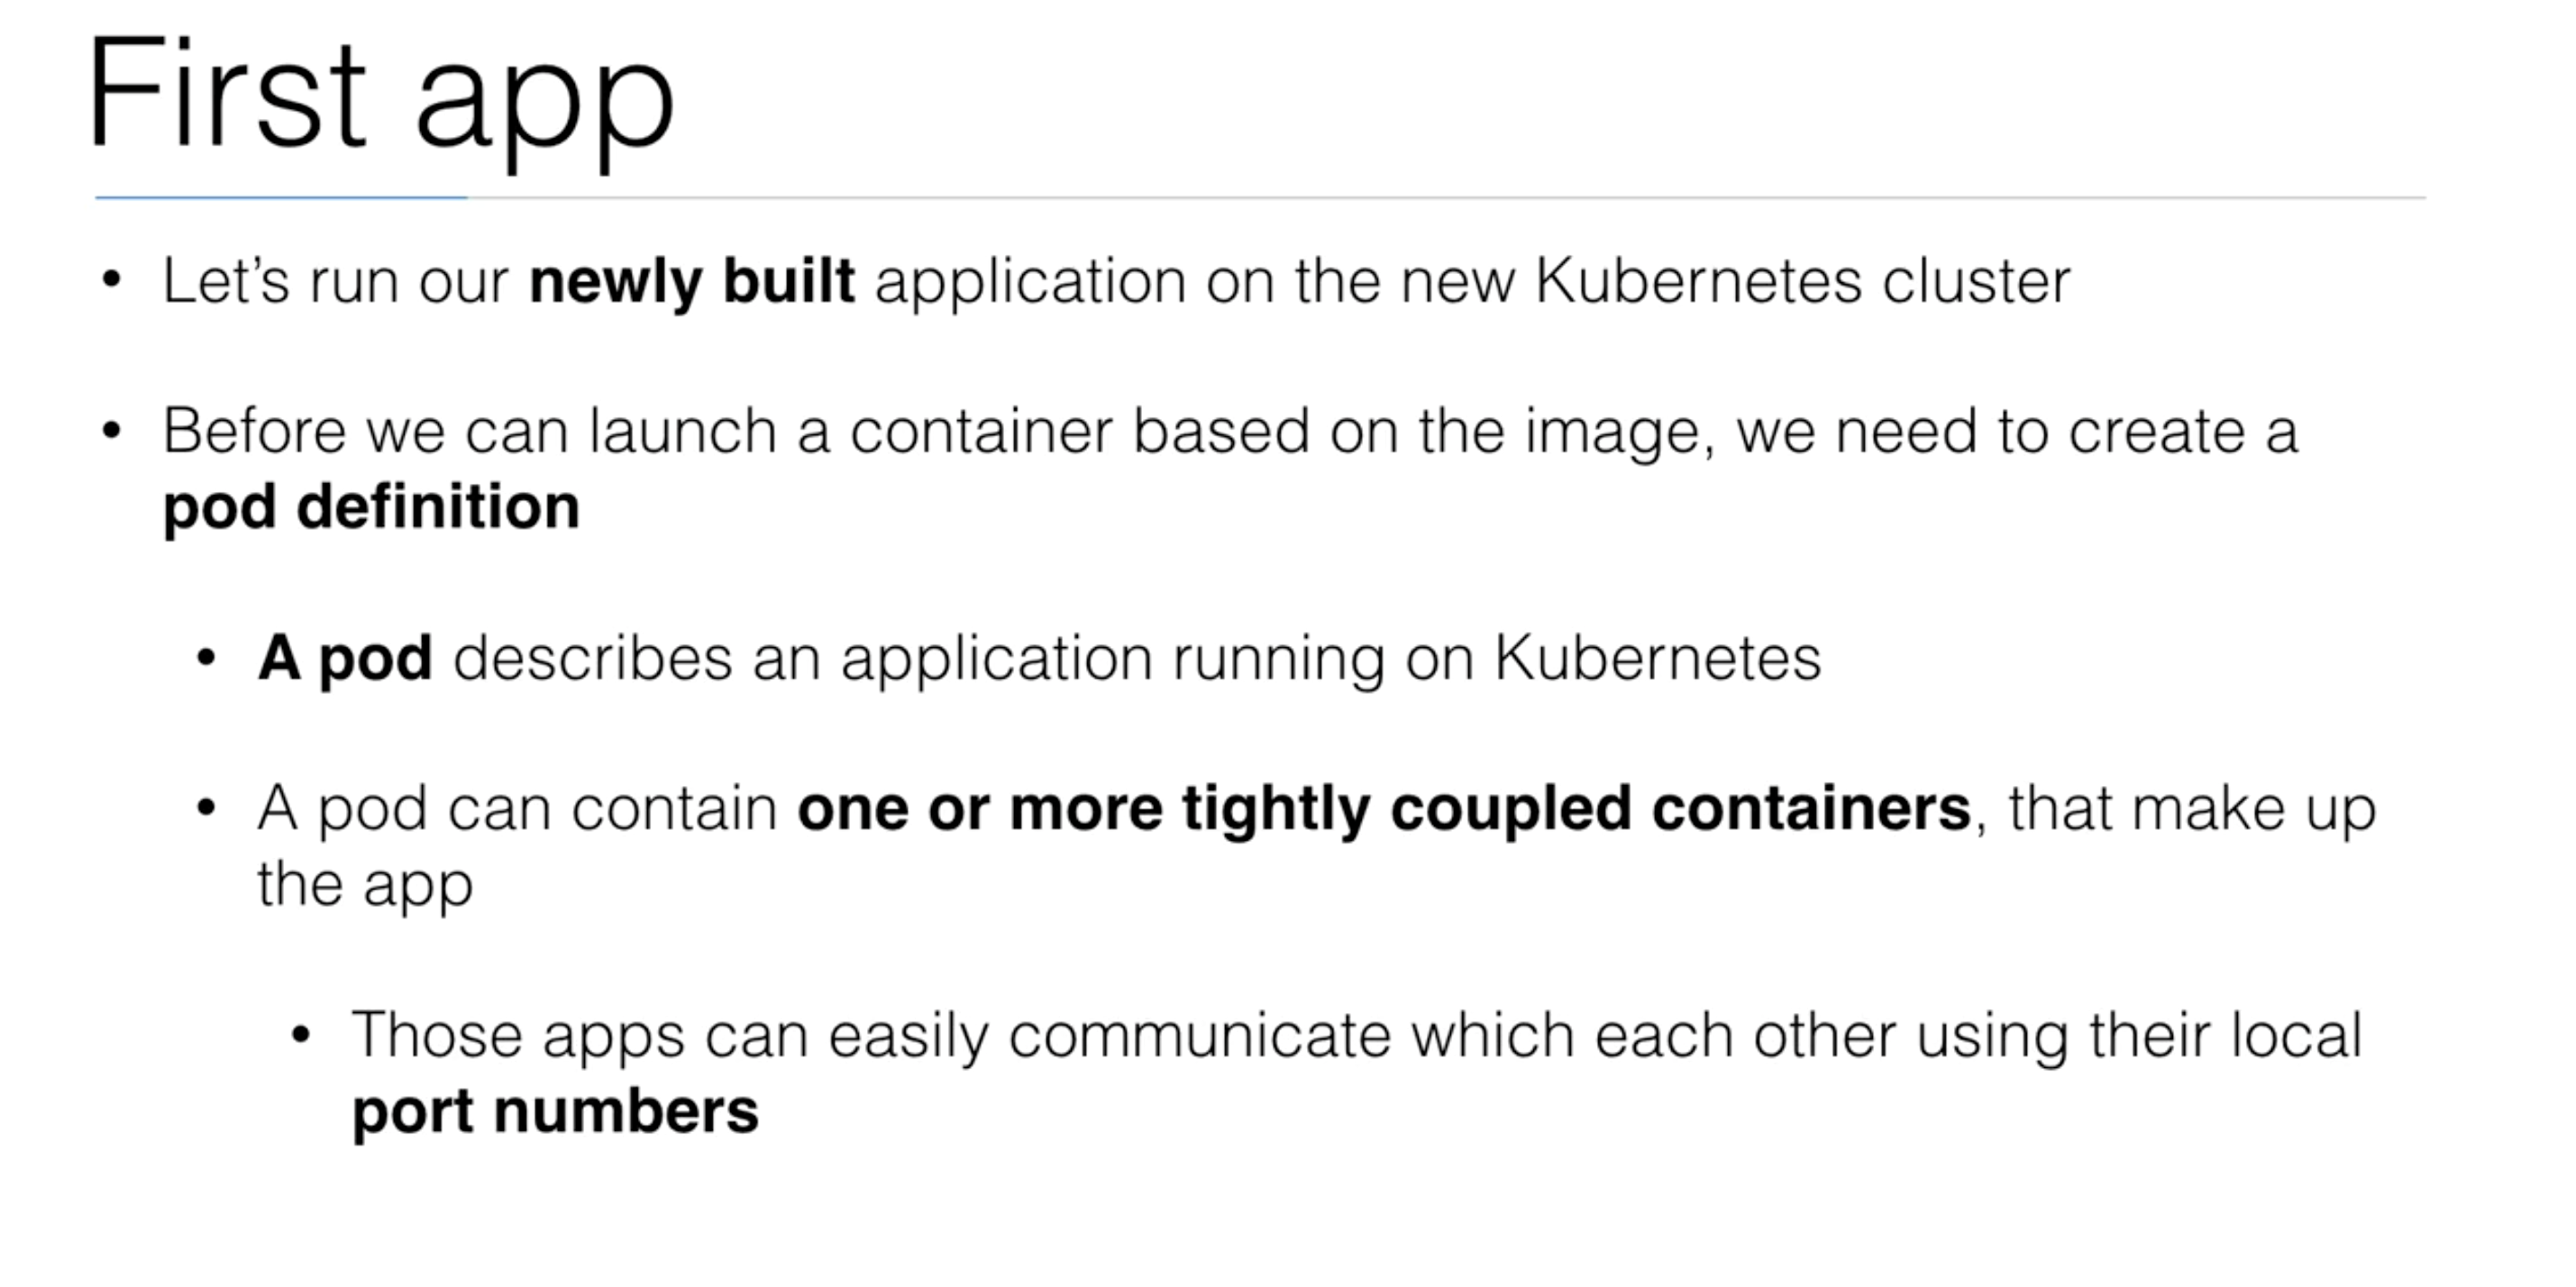 First app
• Let’s run our newly built application on the new Kubernetes cluster
• Before we can launch a container based on the image, we need to create a
pod definition
• A pod describes an application running on Kubernetes
• A pod can contain one or more tightly coupled containers, that make up
the app
• Those apps can easily communicate which each other using their local
port numbers